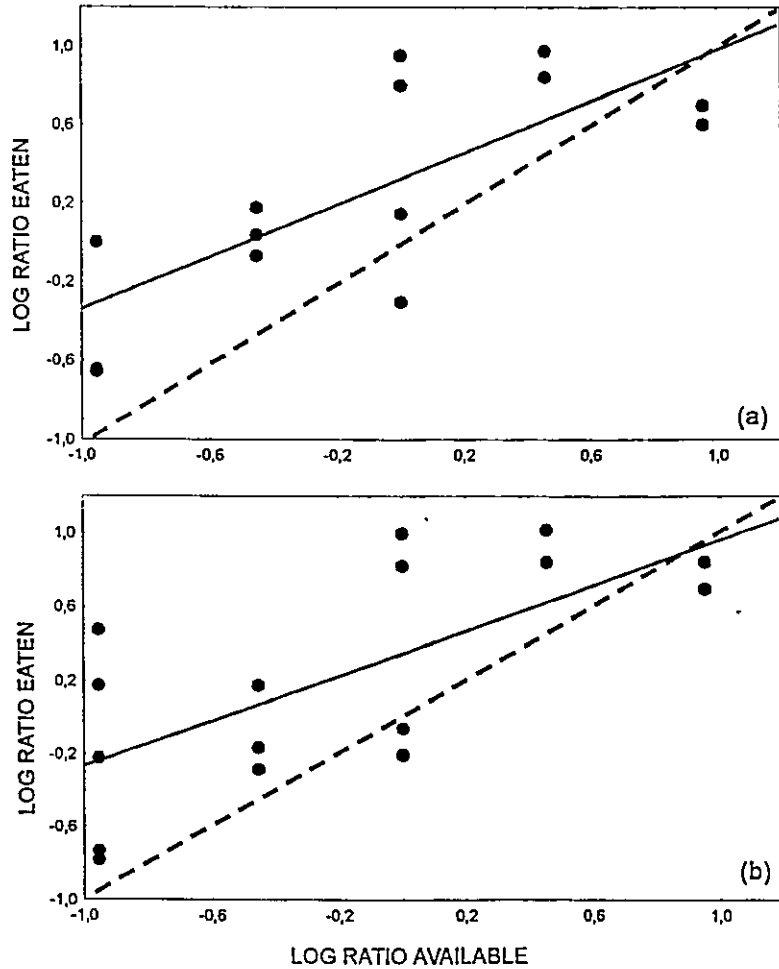 1,0
0,6
0,2
-0,2
-0,6
-1,0
LOG RATIO EATEN
(a)
-1,0 -0,6 -0,2 0,2 0,6 1,0
1,0
0,6
0,2
-0,2
-0,6
-1,0
LOG RATIO EATEN
(b)
-1,0 -0,6 -0,2 0,2 0,6 1,0
LOG RATIO AVAILABLE